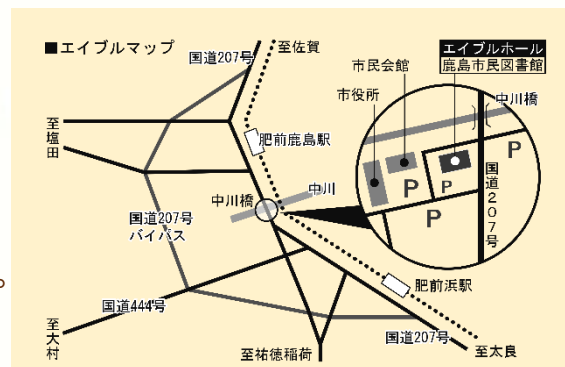 ■エイブルマップ
国道207号
至佐賀
エイブルホール
鹿島市民図書館
市民会館
市役所
中川橋
至塩田
肥前鹿島駅
P
P
P
P
国道207号
中川
中川橋
国道207号
バイパス
肥前浜駅
国道444号
国道207号
至大村
至祐徳稲荷
至太良